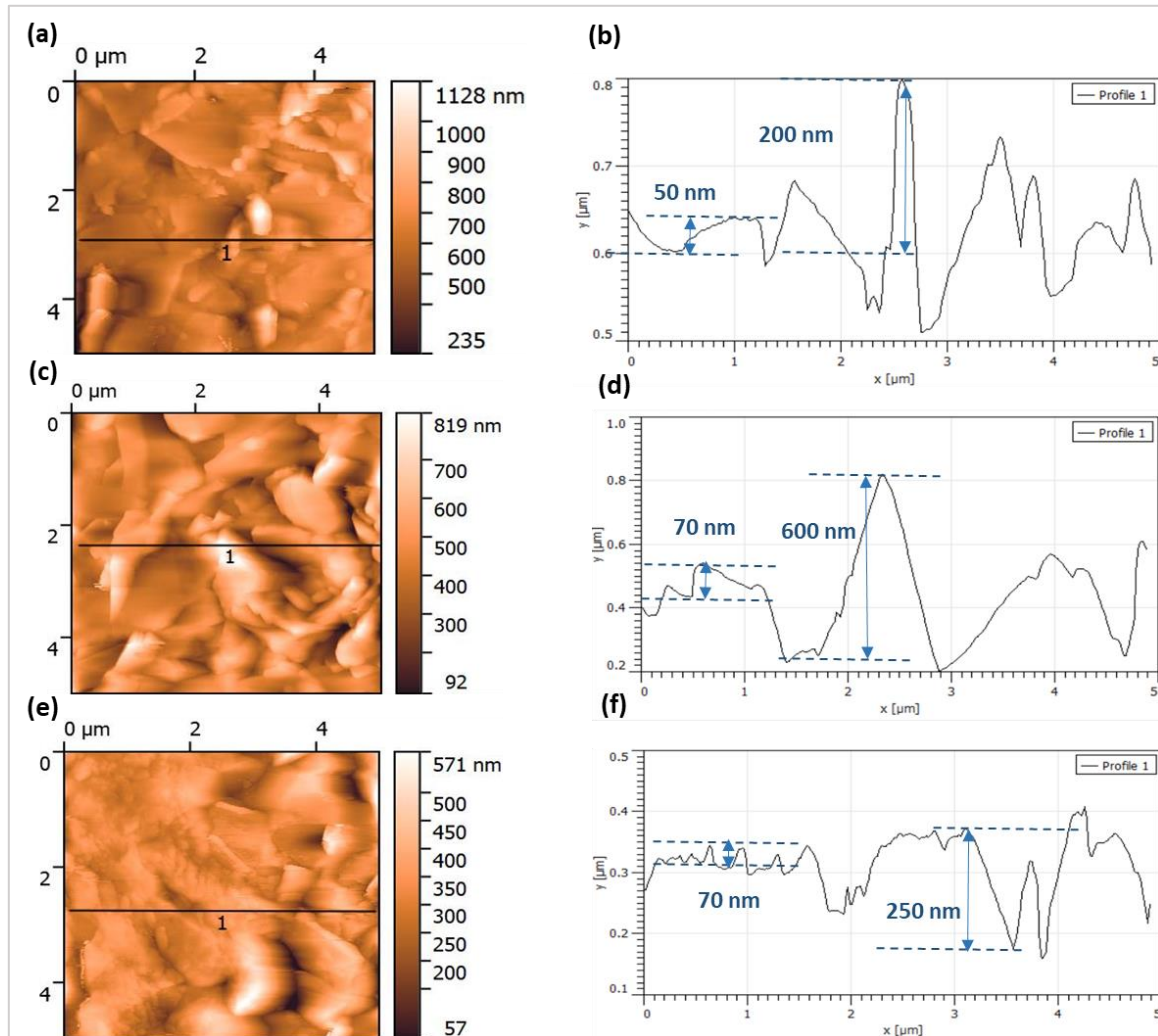 (a)
0 µm 2 4
0
2
4
1
1128 nm
1000
900
800
700
600
500
235
(b)
0.8
0.7
0.6
0.5
y [µm]
200 nm
50 nm
Profile 1
0 1 2 3 4 5
x [µm]
(c)
0 µm 2 4
0
2
4
1
819 nm
700
600
500
400
300
92
(d)
1.0
0.8
0.6
0.4
0.2
y [µm]
70 nm
600 nm
Profile 1
0 1 2 3 4 5
x [µm]
(e)
0 µm 2 4
0
2
4
1
571 nm
500
450
400
350
300
250
200
57
(f)
0.5
0.4
0.3
0.2
0.1
y [µm]
70 nm
250 nm
Profile 1
0 1 2 3 4 5
x [µm]